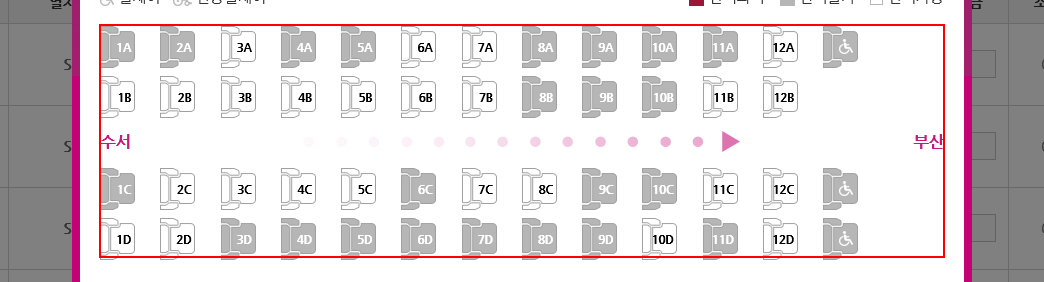 1A 2A 3A 4A 5A 6A 7A 8A 9A 10A 11A 12A
1B 2B 3B 4B 5B 6B 7B 8B 9B 10B 11B 12B
수서 부산
1C 2C 3C 4C 5C 6C 7C 8C 9C 10C 11C 12C
1D 2D 3D 4D 5D 6D 7D 8D 9D 10D 11D 12D